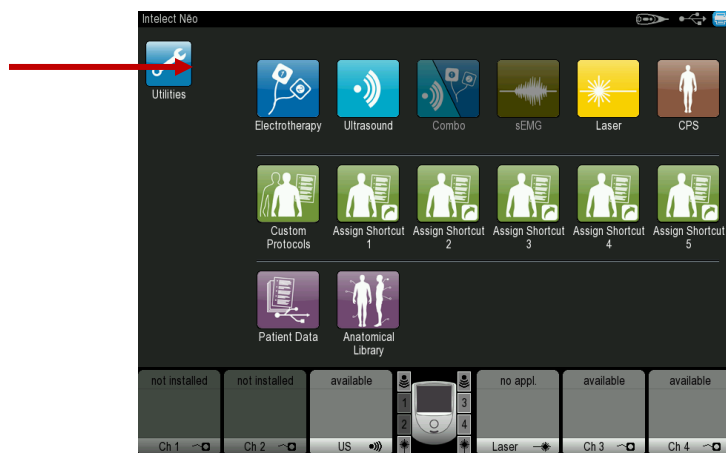 Intelect Nēo
Utilities
Electrotherapy Ultrasound Combo sEMG Laser CPS
Custom Protocols
Assign Shortcut 1
Assign Shortcut 2
Assign Shortcut 3
Assign Shortcut 4
Assign Shortcut 5
Patient Data
Anatomical Library
not installed not installed available no appl. available available
1 3
2 4
Ch 1 Ch 2 US Laser Ch 3 Ch 4